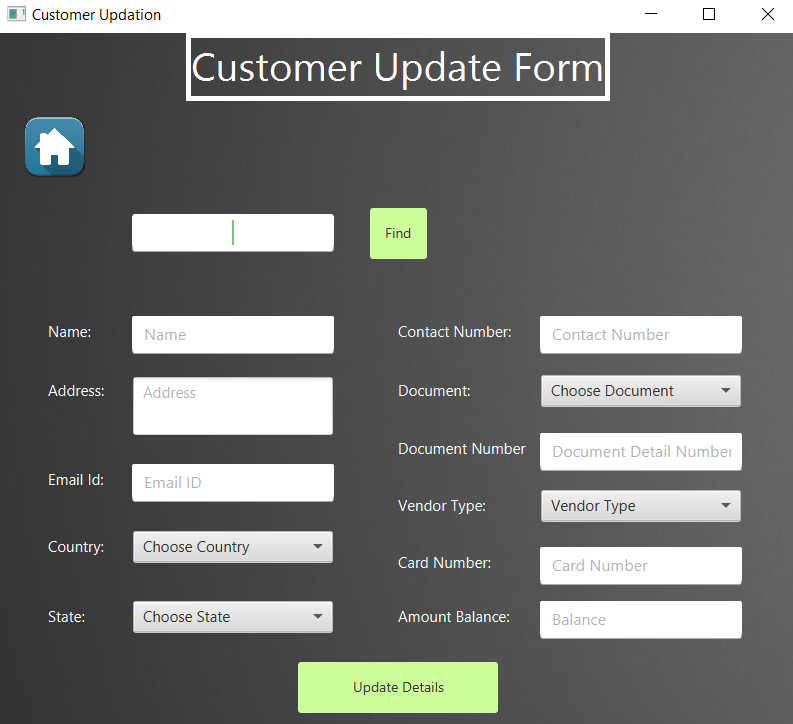 Customer Updation
Customer Update Form
Find
Name:
Name
Contact Number:
Contact Number
Address:
Address
Document:
Choose Document
Document Number
Document Detail Number
Email Id:
Email ID
Vendor Type:
Vendor Type
Country:
Choose Country
Card Number:
Card Number
State:
Choose State
Amount Balance:
Balance
Update Details